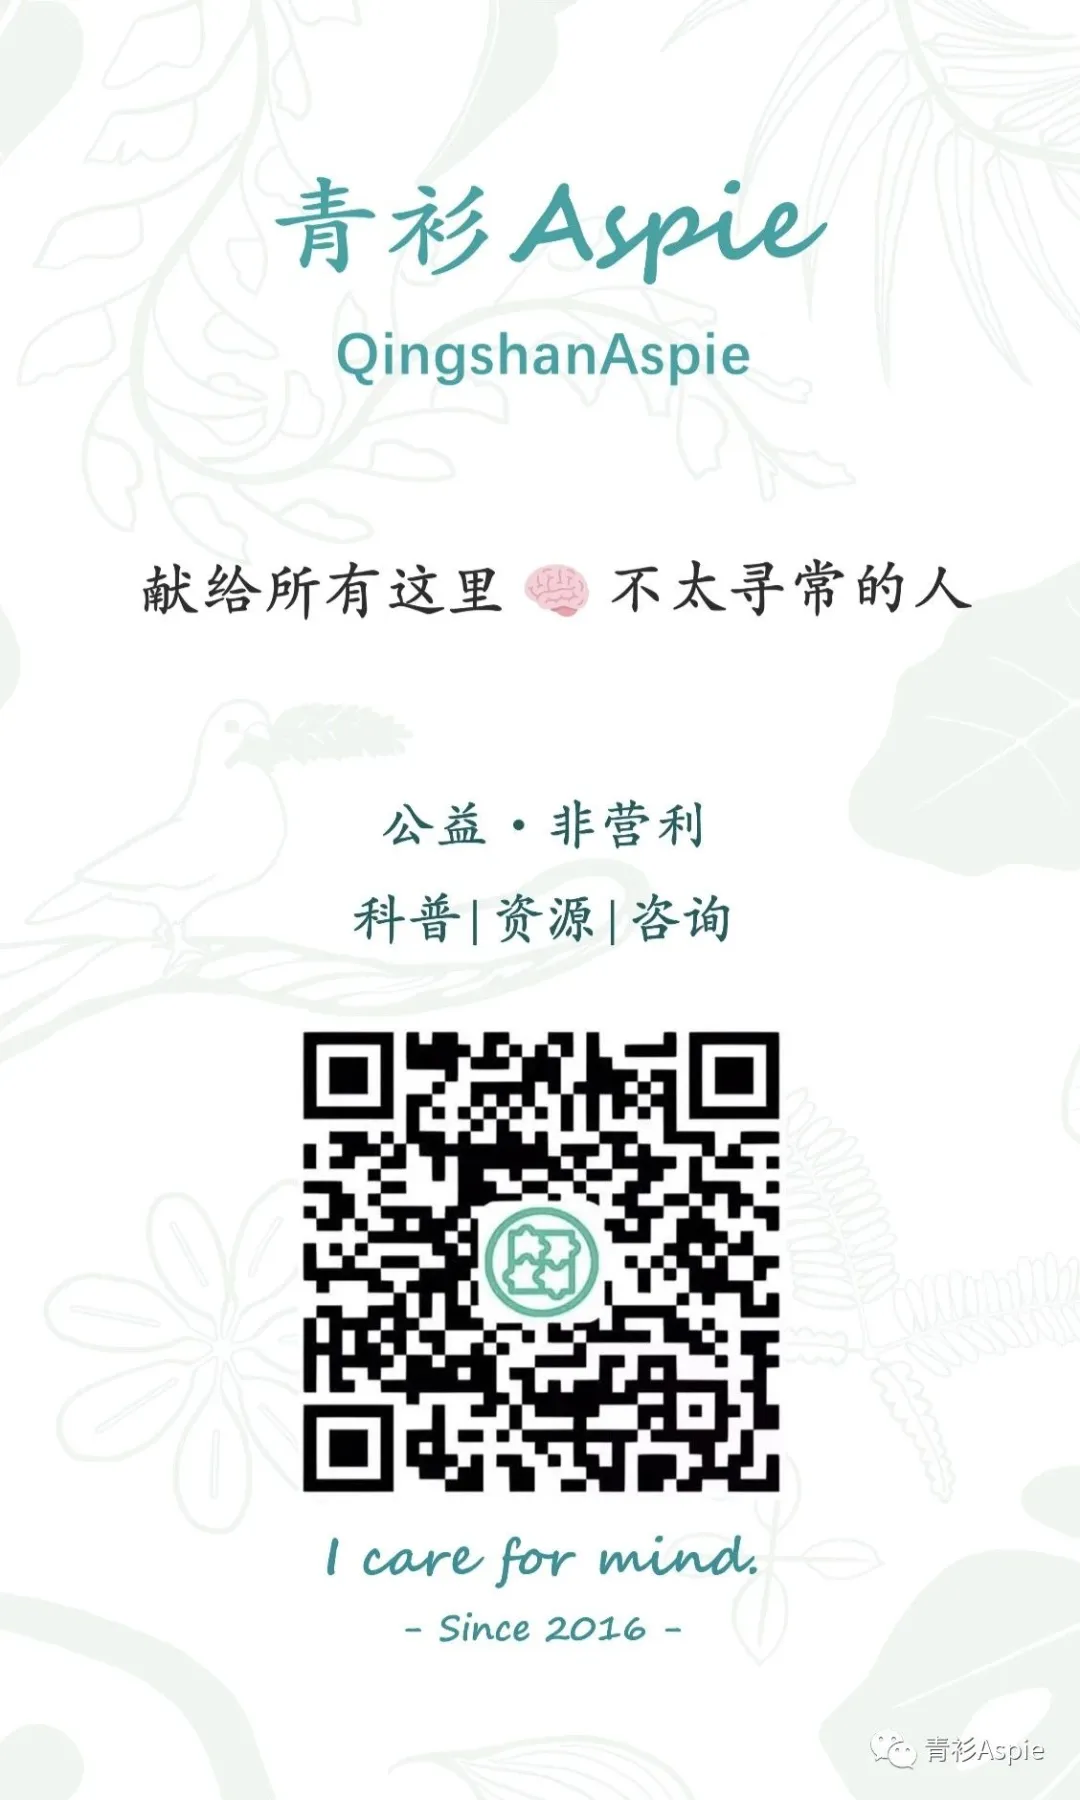 青衫Aspie
QingshanAspie
献给所有这里🧠不太寻常的人
公益·非营利
科普|资源|咨询
I care for mind.
- Since 2016 -
青衫Aspie